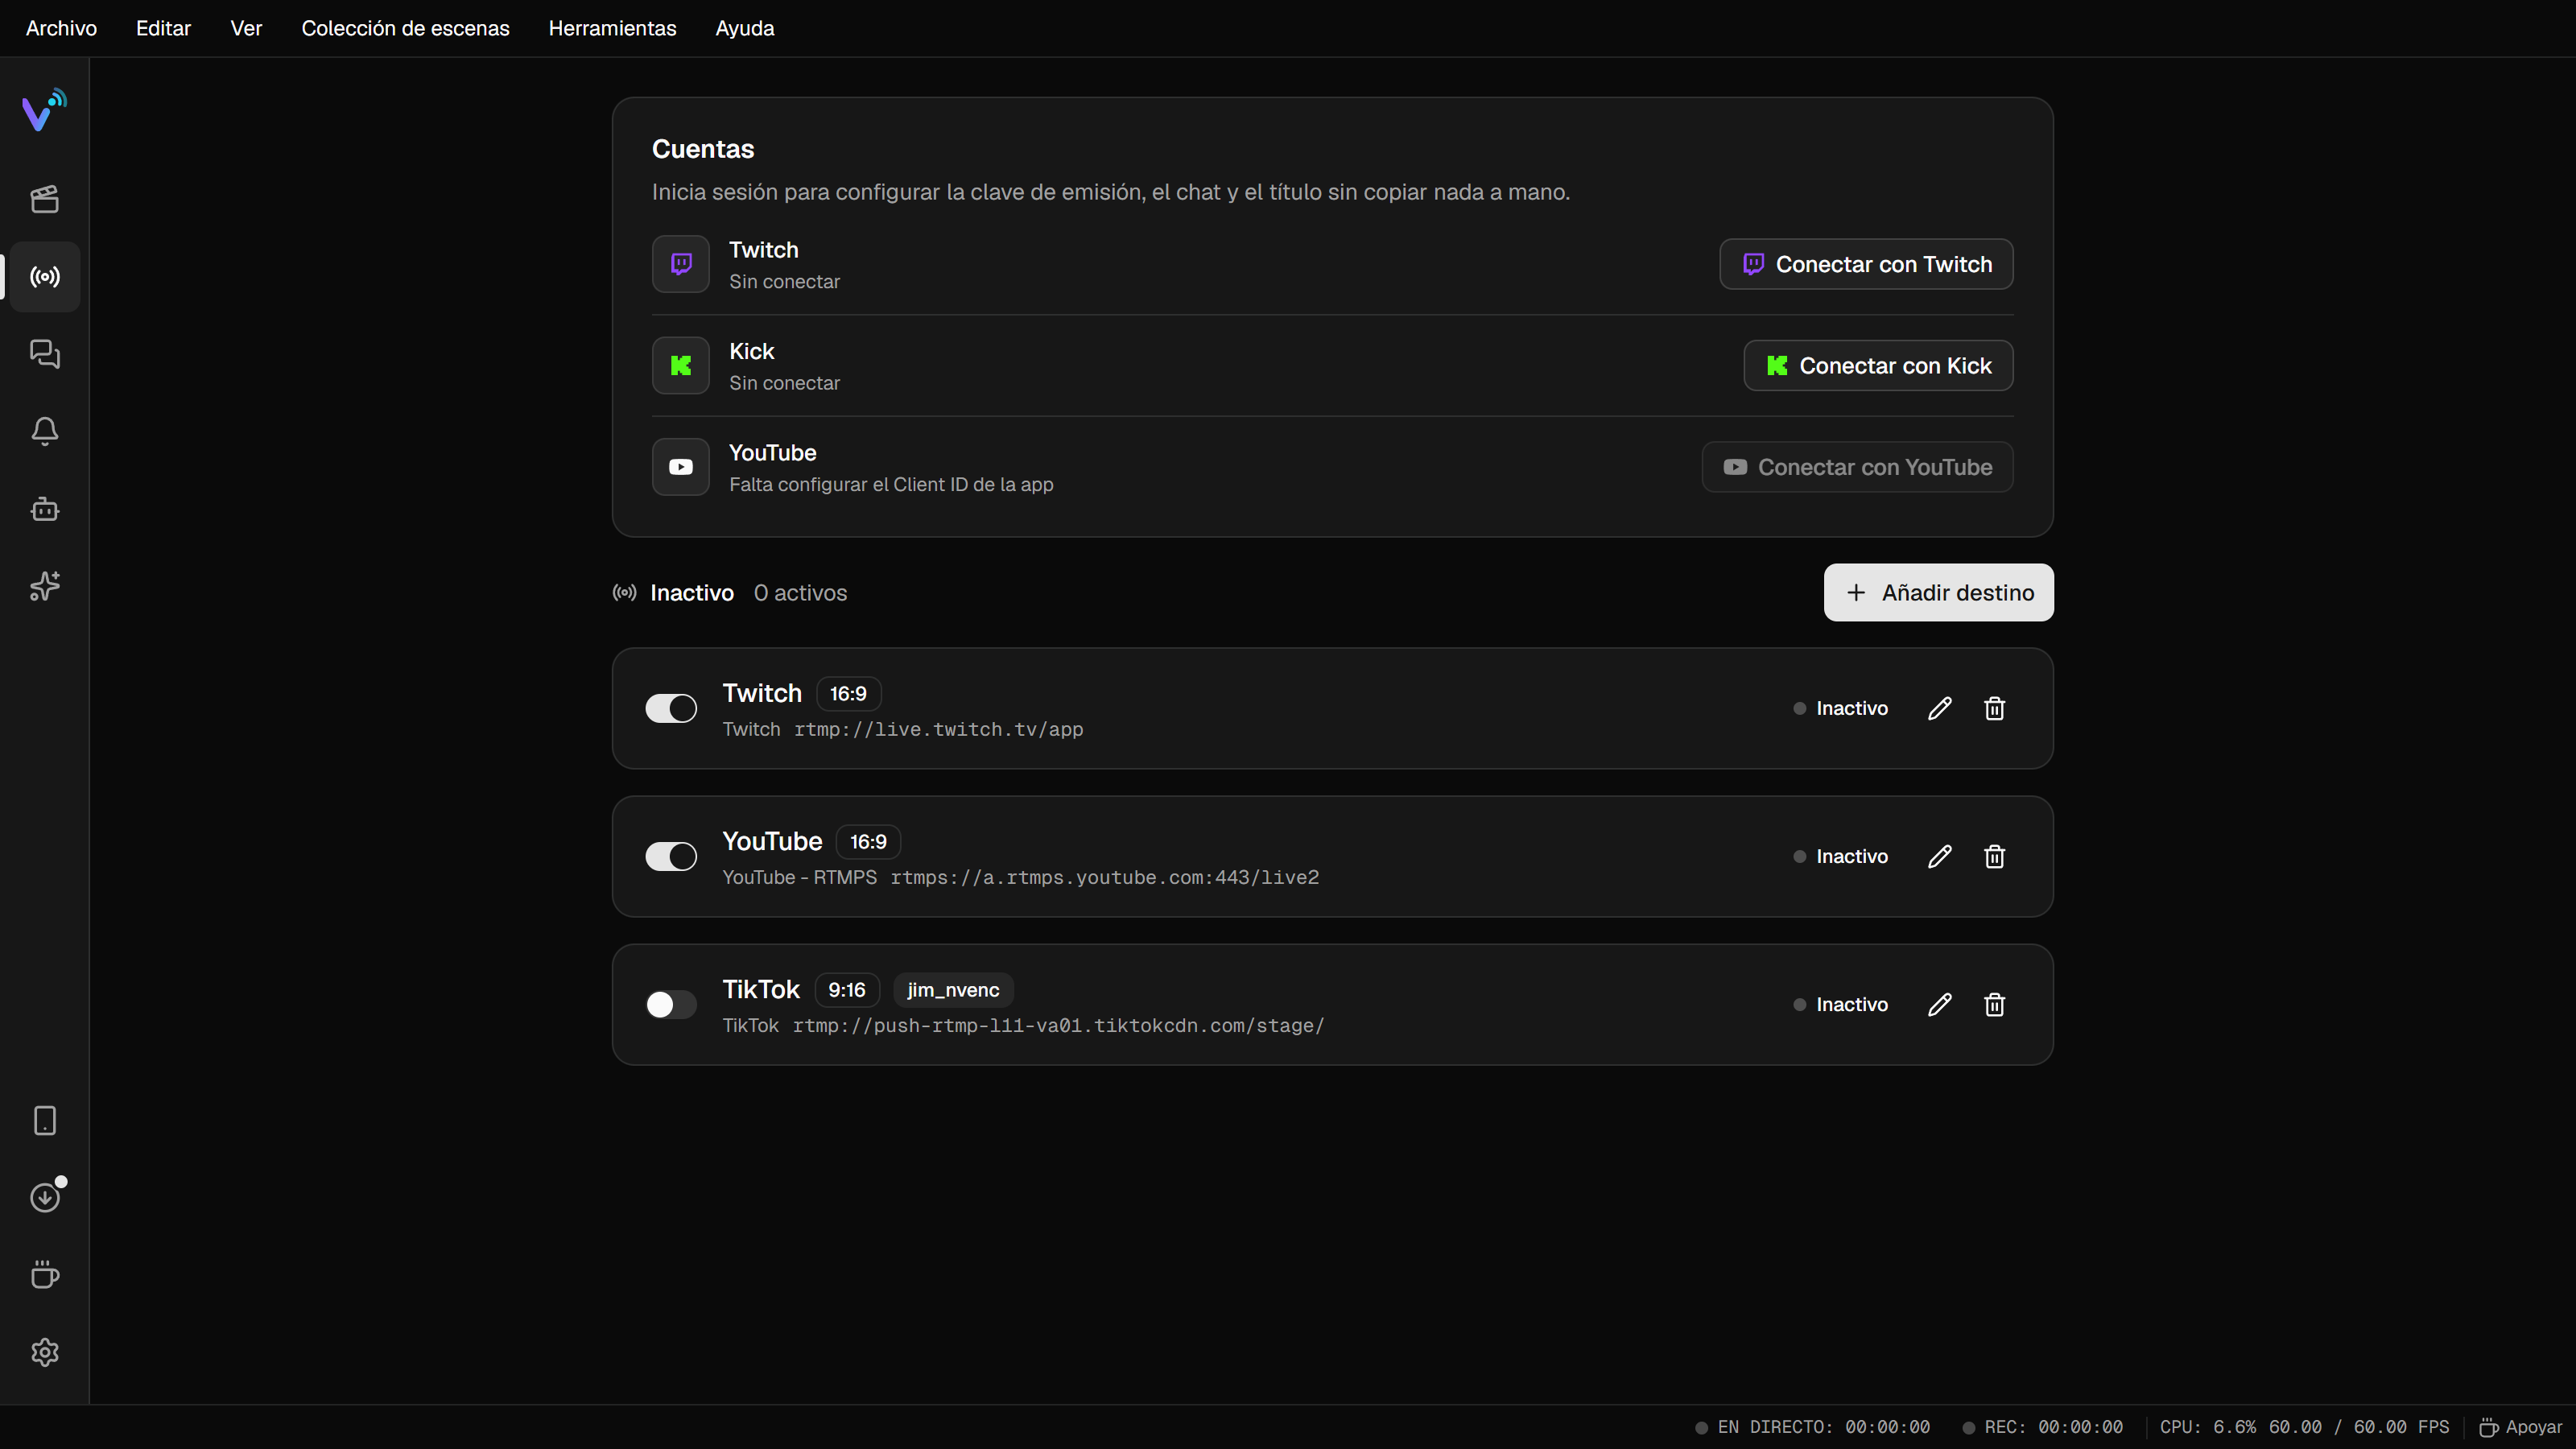 Archivo Editar Ver Colección de escenas Herramientas Ayuda
Cuentas
Inicia sesión para configurar la clave de emisión, el chat y el título sin copiar nada a mano.
Twitch
Sin conectar
Conectar con Twitch
Kick
Sin conectar
Conectar con Kick
YouTube
Falta configurar el Client ID de la app
Conectar con YouTube
Inactivo 0 activos
Añadir destino
Twitch 16:9
Twitch rtmp://live.twitch.tv/app
Inactivo
YouTube 16:9
YouTube - RTMPS rtmps://a.rtmps.youtube.com:443/live2
Inactivo
TikTok 9:16 jim_nvenc
TikTok rtmp://push-rtmp-l11-va01.tiktokcdn.com/stage/
Inactivo
EN DIRECTO: 00:00:00 REC: 00:00:00 CPU: 6.6% 60.00 / 60.00 FPS Apoyar